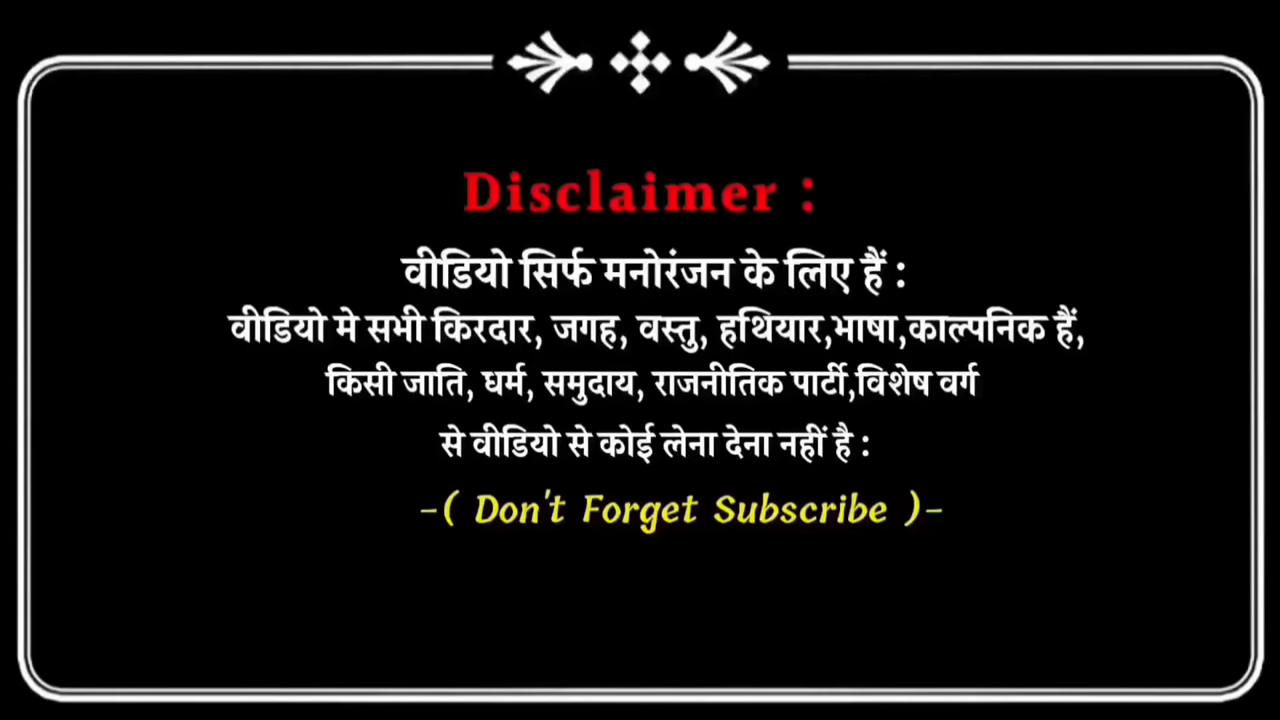 Disclaimer :
वीडियो सिर्फ मनोरंजन के लिए हैं :
वीडियो मे सभी किरदार, जगह, वस्तु, हथियार,भाषा,काल्पनिक हैं,
किसी जाति, धर्म, समुदाय, राजनीतिक पार्टी,विशेष वर्ग
से वीडियो से कोई लेना देना नहीं है :
-( Don't Forget Subscribe )-